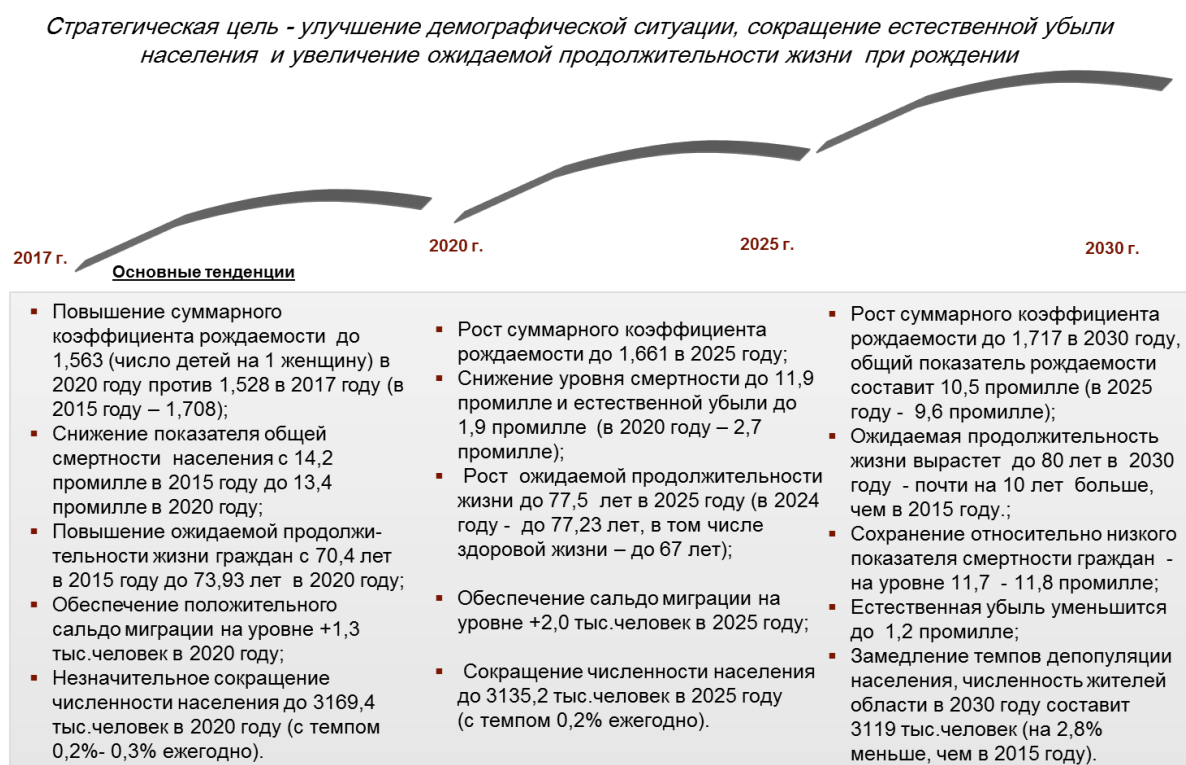 Стратегическая цель - улучшение демографической ситуации, сокращение естественной убыли
населения и увеличение ожидаемой продолжительности жизни при рождении
2017 г.
2020 г.
2025 г.
2030 г.
Основные тенденции
▪ Повышение суммарного
коэффициента рождаемости до
1,563 (число детей на 1 женщину) в
2020 году против 1,528 в 2017 году (в
2015 году – 1,708);
▪ Снижение показателя общей
смертности населения с 14,2
промилле в 2015 году до 13,4
промилле в 2020 году;
▪ Повышение ожидаемой продолжи-
тельности жизни граждан с 70,4 лет
в 2015 году до 73,93 лет в 2020 году;
▪ Обеспечение положительного
сальдо миграции на уровне +1,3
тыс.человек в 2020 году;
▪ Незначительное сокращение
численности населения до 3169,4
тыс.человек в 2020 году (с темпом
0,2%- 0,3% ежегодно).
▪ Рост суммарного коэффициента
рождаемости до 1,661 в 2025 году;
▪ Снижение уровня смертности до 11,9
промилле и естественной убыли до
1,9 промилле (в 2020 году – 2,7
промилле);
▪ Рост ожидаемой продолжительности
жизни до 77,5 лет в 2025 году (в 2024
году - до 77,23 лет, в том числе
здоровой жизни – до 67 лет);
▪ Обеспечение сальдо миграции на
уровне +2,0 тыс.человек в 2025 году;
▪ Сокращение численности населения
до 3135,2 тыс.человек в 2025 году
(с темпом 0,2% ежегодно).
▪ Рост суммарного коэффициента
рождаемости до 1,717 в 2030 году,
общий показатель рождаемости
составит 10,5 промилле (в 2025
году - 9,6 промилле);
▪ Ожидаемая продолжительность
жизни вырастет до 80 лет в 2030
году - почти на 10 лет больше,
чем в 2015 году.;
▪ Сохранение относительно низкого
показателя смертности граждан -
на уровне 11,7 - 11,8 промилле;
▪ Естественная убыль уменьшится
до 1,2 промилле;
▪ Замедление темпов депопуляции
населения, численность жителей
области в 2030 году составит
3119 тыс.человек (на 2,8%
меньше, чем в 2015 году).